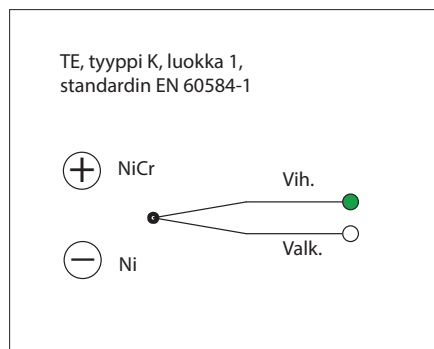 TE, tyyppi K, luokka 1,
standardin EN 60584-1
+ NiCr
Vih.
Valk.
− Ni